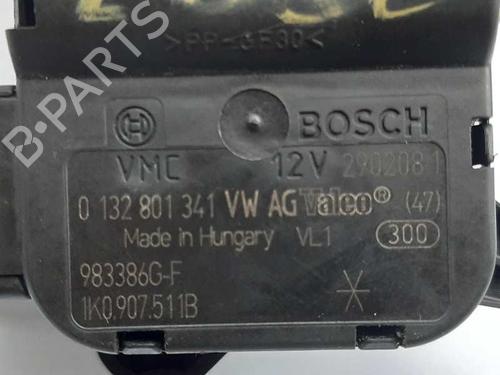 >PP-GF30<
BOSCH
VMC 12V 2902081
0 132 801 341 VW AG Valeo® (47)
Made in Hungary VL1 300
983386G-F
1K0.907.511B